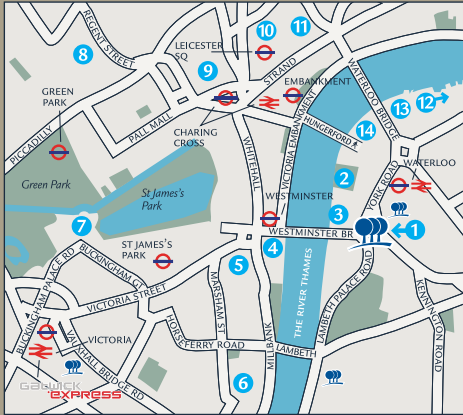 REGENT STREET
8
10
11
LEICESTER
SQ
9
STRAND
EMBANKMENT
WATERLOO BRIDGE
GREEN
PARK
PICCADILLY
PALL MALL
CHARING
CROSS
HUNGERFORD
14
13
12
WHITEHALL
VICTORIA EMBANKMENT
WATERLOO
YORK ROAD
2
Green Park
St James's
Park
WESTMINSTER
3
7
WESTMINSTER BR
1
4
ST JAMES'S
PARK
5
BUCKINGHAM PALACE RD
BUCKINGHAM GT
VICTORIA STREET
MARSHAM ST
THE RIVER THAMES
LAMBETH PALACE ROAD
KENNINGTON ROAD
VICTORIA
VAUXHALL BRIDGE RD
HORSEFERRY ROAD
MILLBANK
LAMBETH
6
GATWICK
EXPRESS